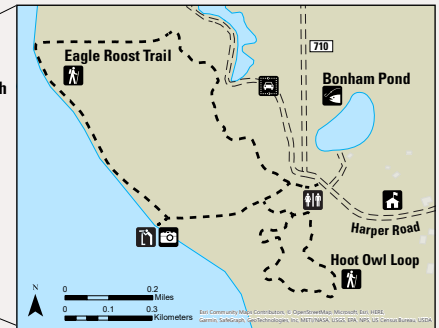 710
Eagle Roost Trail
Bonham Pond
h
Harper Road
Hoot Owl Loop
N
0 0.2
Miles
0 0.1 0.3
Kilometers
Esri Community Maps Contributors, © OpenStreetMap, Microsoft, Esri, HERE,
Garmin, SafeGraph, GeoTechnologies, Inc, METI/NASA, USGS, EPA, NPS, US Census Bureau, USDA